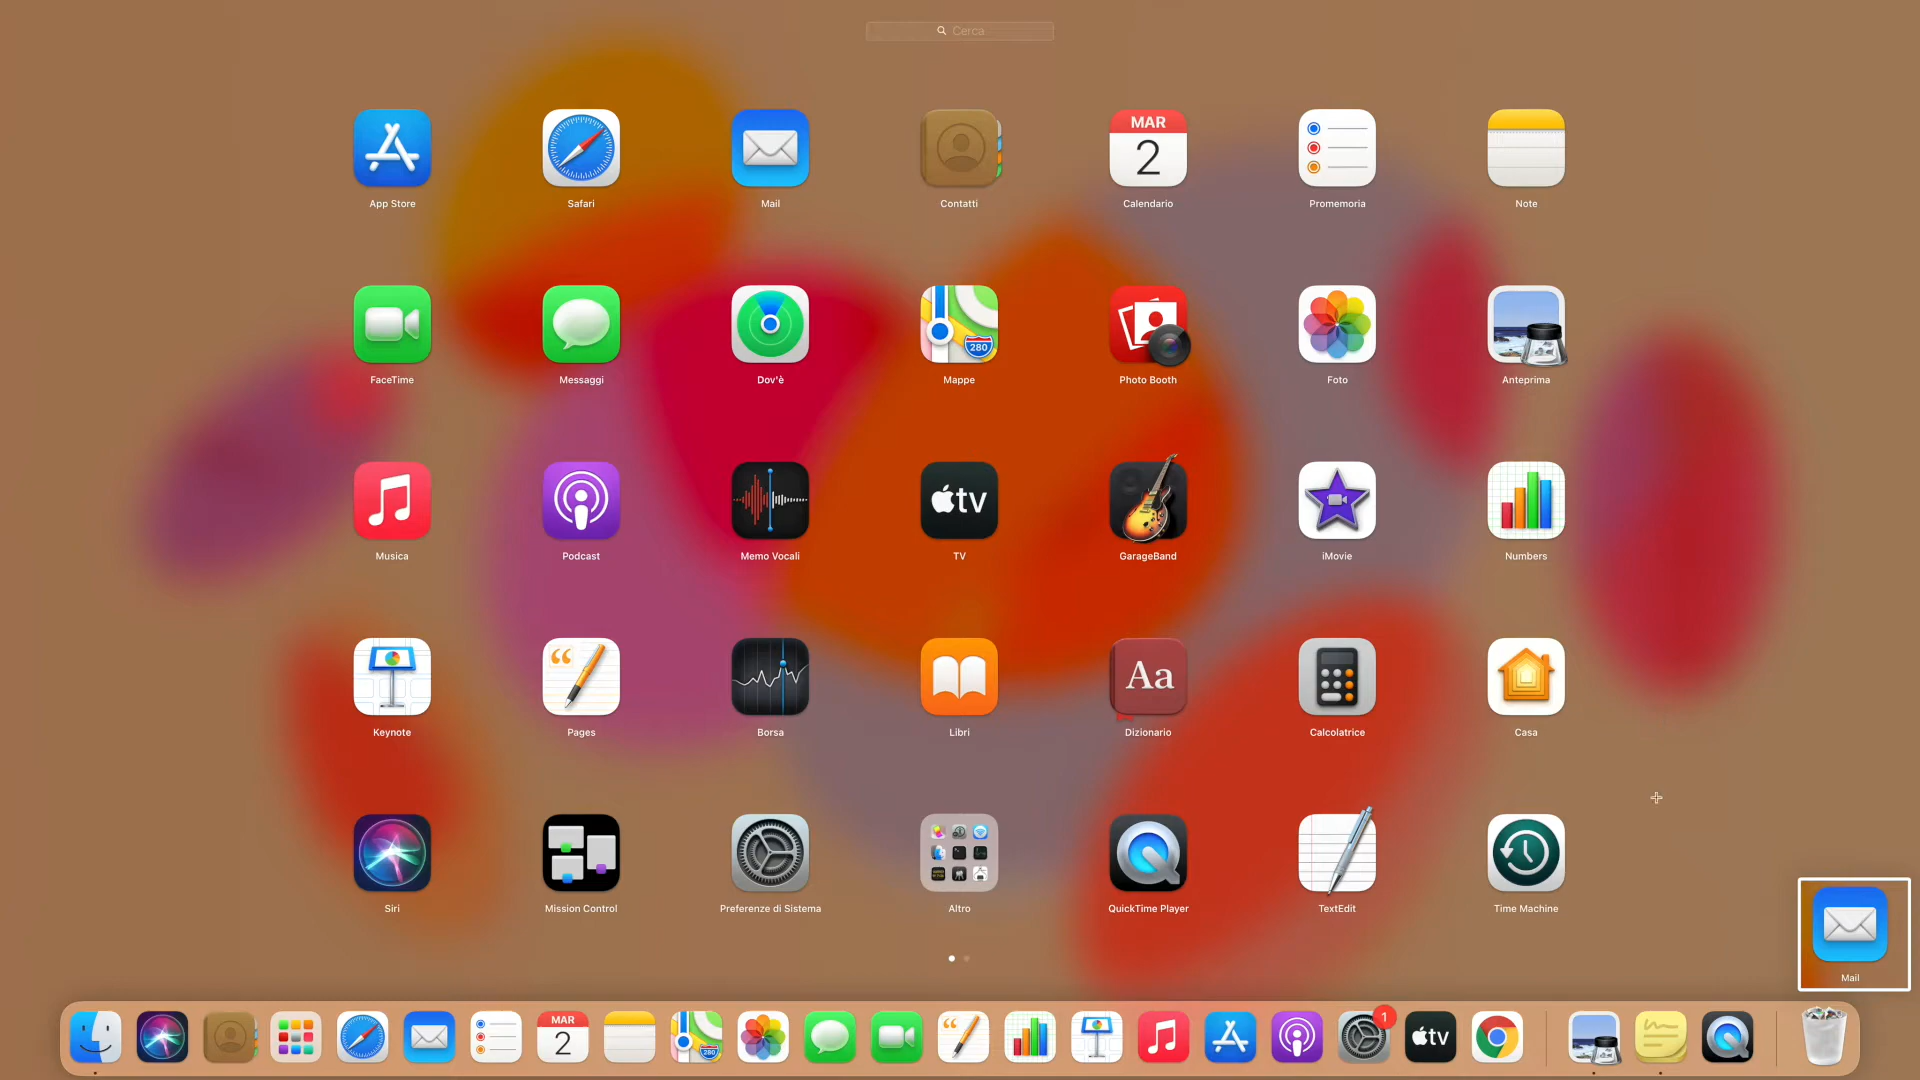 Cerca
App Store
Safari
Mail
Contatti
MAR
2
Calendario
Promemoria
Note
FaceTime
Messaggi
Dov'è
280
Mappe
Photo Booth
Foto
Anteprima
Musica
Podcast
Memo Vocali
tv
TV
GarageBand
iMovie
Numbers
Keynote
Pages
Borsa
Libri
Aa
Dizionario
Calcolatrice
Casa
Siri
Mission Control
Preferenze di Sistema
Altro
QuickTime Player
TextEdit
Time Machine
Mail
MAR
2
280
1
tv